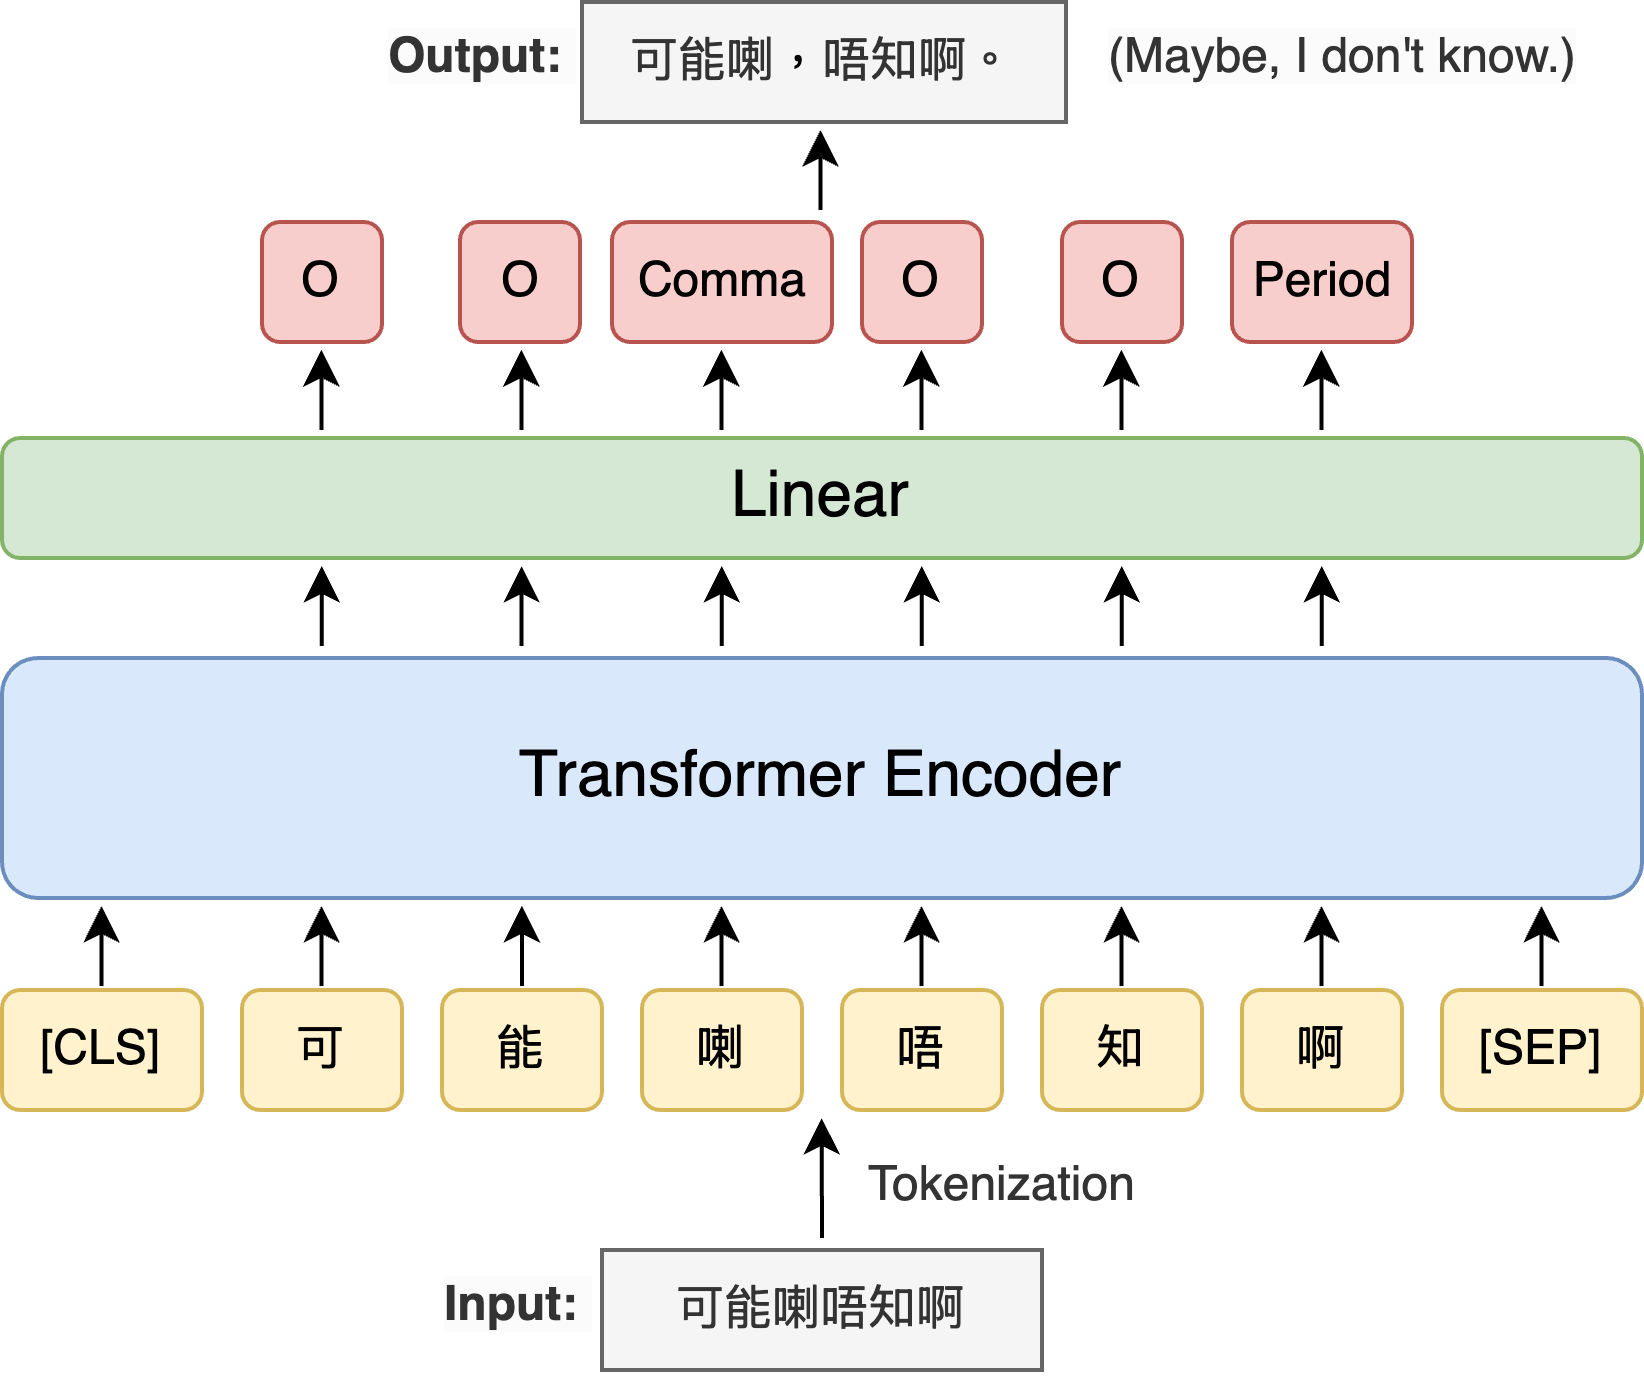 Output: 可能喇，唔知啊。 (Maybe, I don't know.)
O O Comma O O Period
Linear
Transformer Encoder
[CLS] 可 能 喇 唔 知 啊 [SEP]
Tokenization
Input: 可能喇唔知啊